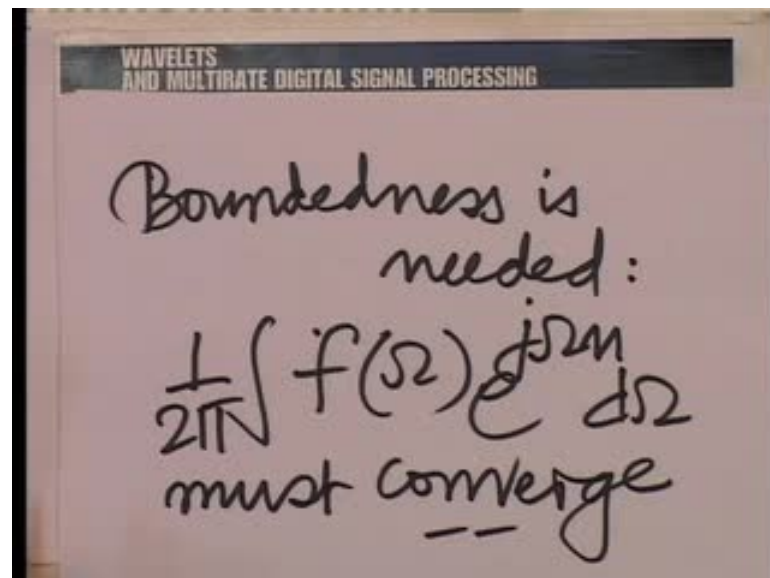 WAVELETS
AND MULTIRATE DIGITAL SIGNAL PROCESSING
Boundedness is
needed:
1/2π ∫ f(Ω) e^{jΩn} dΩ
must converge